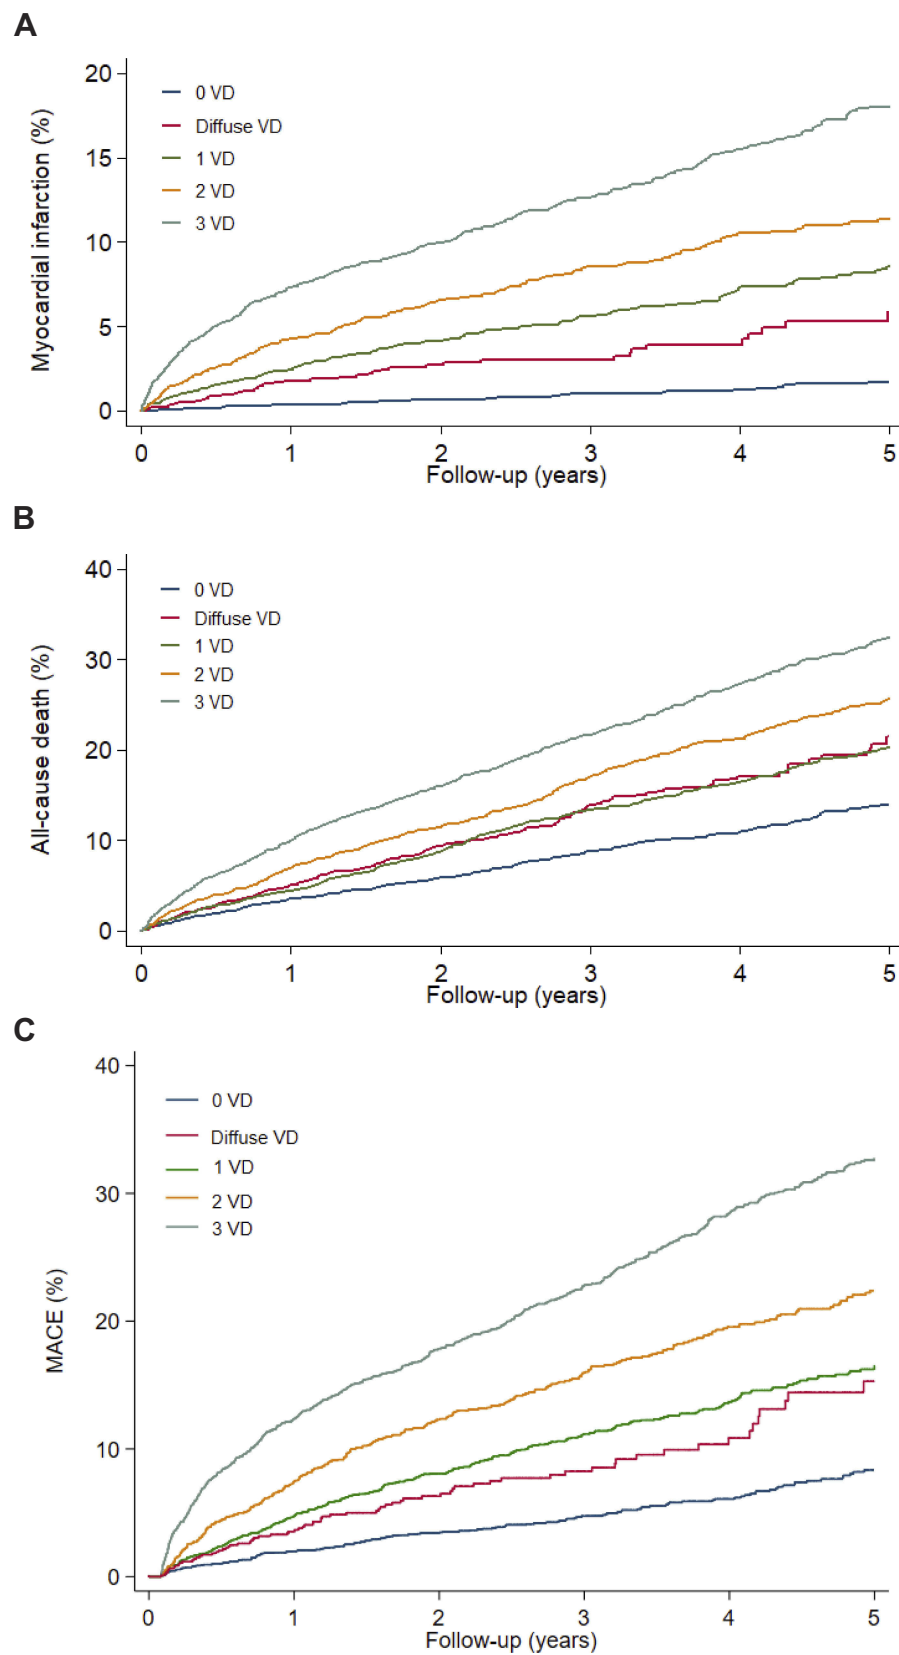 A
Myocardial infarction (%)
20
15
10
5
0
0 VD
Diffuse VD
1 VD
2 VD
3 VD
0 1 2 3 4 5
Follow-up (years)
B
All-cause death (%)
40
30
20
10
0
0 VD
Diffuse VD
1 VD
2 VD
3 VD
0 1 2 3 4 5
Follow-up (years)
C
MACE (%)
40
30
20
10
0
0 VD
Diffuse VD
1 VD
2 VD
3 VD
0 1 2 3 4 5
Follow-up (years)